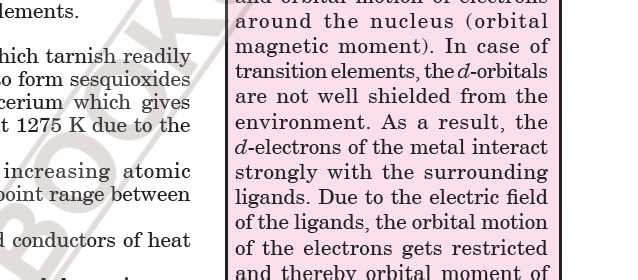 lements.
hich tarnish readily
to form sesquioxides
cerium which gives
t 1275 K due to the
increasing atomic
point range between
d conductors of heat
and orbital motion of electrons
around the nucleus (orbital
magnetic moment). In case of
transition elements, the d-orbitals
are not well shielded from the
environment. As a result, the
d-electrons of the metal interact
strongly with the surrounding
ligands. Due to the electric field
of the ligands, the orbital motion
of the electrons gets restricted
and thereby orbital moment of
BOOK